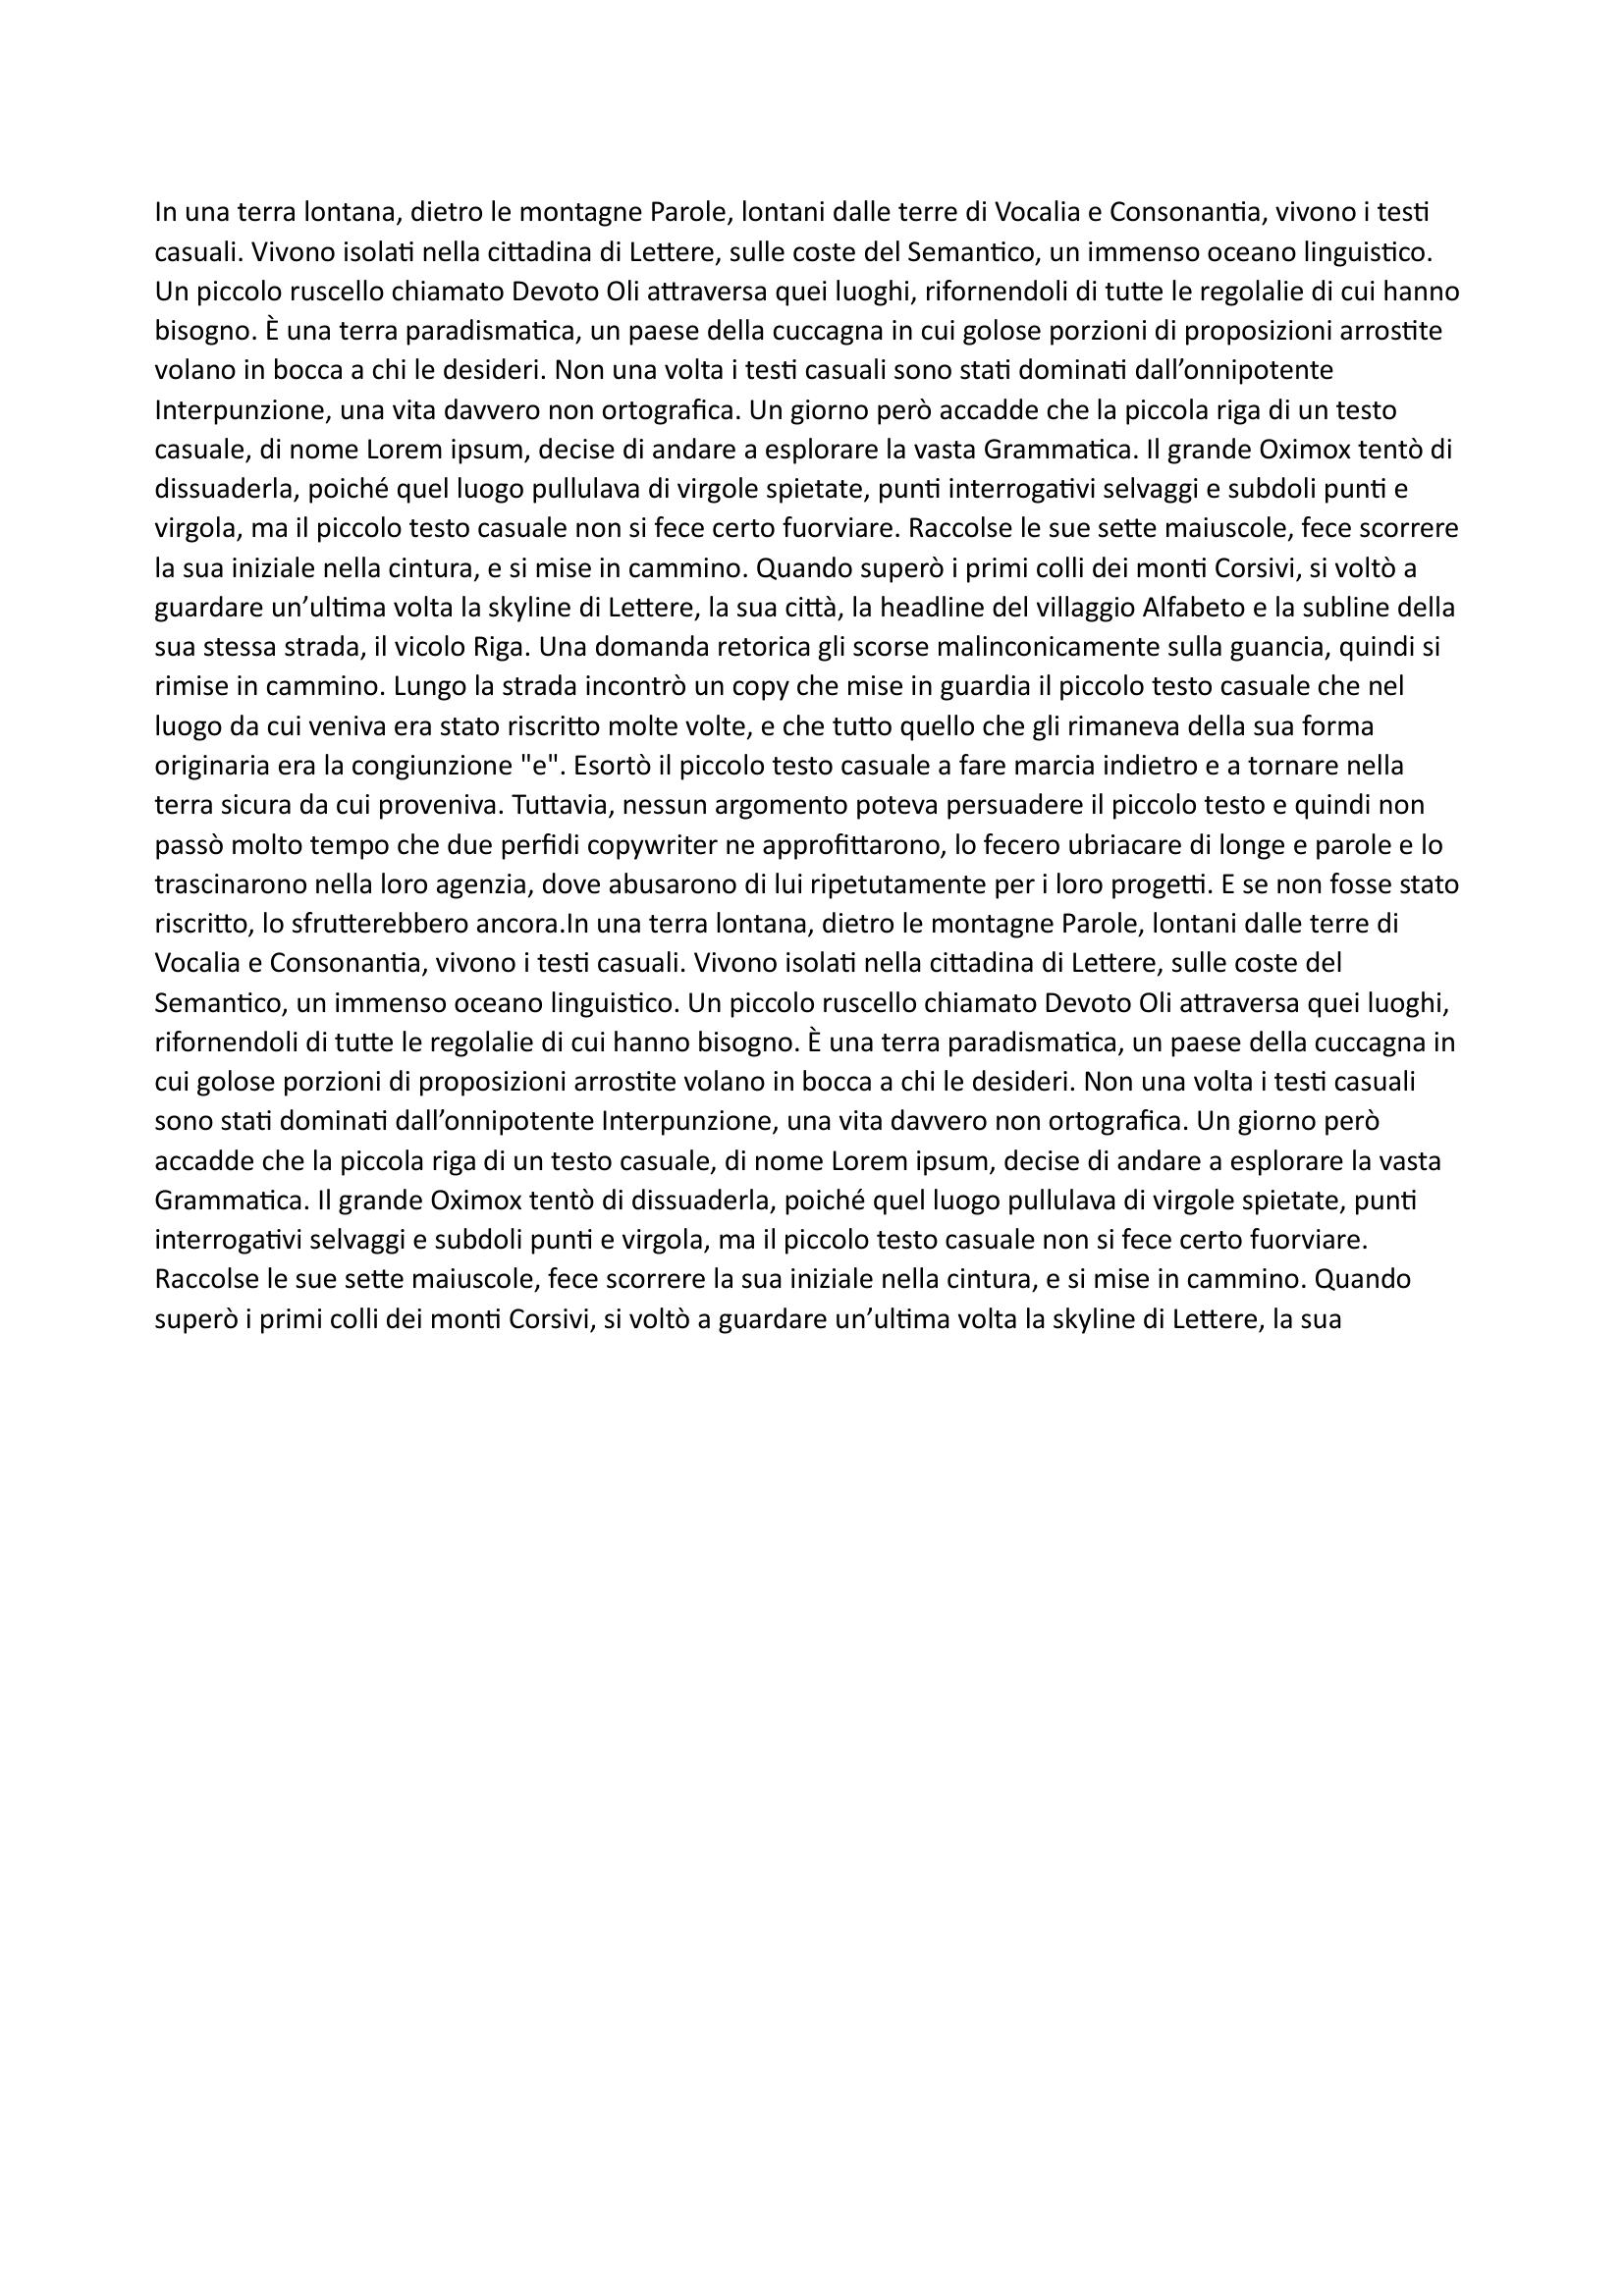 In una terra lontana, dietro le montagne Parole, lontani dalle terre di Vocalia e Consonantia, vivono i testi
casuali. Vivono isolati nella cittadina di Lettere, sulle coste del Semantico, un immenso oceano linguistico.
Un piccolo ruscello chiamato Devoto Oli attraversa quei luoghi, rifornendoli di tutte le regolalie di cui hanno
bisogno. È una terra paradismatica, un paese della cuccagna in cui golose porzioni di proposizioni arrostite
volano in bocca a chi le desideri. Non una volta i testi casuali sono stati dominati dall’onnipotente
Interpunzione, una vita davvero non ortografica. Un giorno però accadde che la piccola riga di un testo
casuale, di nome Lorem ipsum, decise di andare a esplorare la vasta Grammatica. Il grande Oximox tentò di
dissuaderla, poiché quel luogo pullulava di virgole spietate, punti interrogativi selvaggi e subdoli punti e
virgola, ma il piccolo testo casuale non si fece certo fuorviare. Raccolse le sue sette maiuscole, fece scorrere
la sua iniziale nella cintura, e si mise in cammino. Quando superò i primi colli dei monti Corsivi, si voltò a
guardare un’ultima volta la skyline di Lettere, la sua città, la headline del villaggio Alfabeto e la subline della
sua stessa strada, il vicolo Riga. Una domanda retorica gli scorse malinconicamente sulla guancia, quindi si
rimise in cammino. Lungo la strada incontrò un copy che mise in guardia il piccolo testo casuale che nel
luogo da cui veniva era stato riscritto molte volte, e che tutto quello che gli rimaneva della sua forma
originaria era la congiunzione "e". Esortò il piccolo testo casuale a fare marcia indietro e a tornare nella
terra sicura da cui proveniva. Tuttavia, nessun argomento poteva persuadere il piccolo testo e quindi non
passò molto tempo che due perfidi copywriter ne approfittarono, lo fecero ubriacare di longe e parole e lo
trascinarono nella loro agenzia, dove abusarono di lui ripetutamente per i loro progetti. E se non fosse stato
riscritto, lo sfrutterebbero ancora.In una terra lontana, dietro le montagne Parole, lontani dalle terre di
Vocalia e Consonantia, vivono i testi casuali. Vivono isolati nella cittadina di Lettere, sulle coste del
Semantico, un immenso oceano linguistico. Un piccolo ruscello chiamato Devoto Oli attraversa quei luoghi,
rifornendoli di tutte le regolalie di cui hanno bisogno. È una terra paradismatica, un paese della cuccagna in
cui golose porzioni di proposizioni arrostite volano in bocca a chi le desideri. Non una volta i testi casuali
sono stati dominati dall’onnipotente Interpunzione, una vita davvero non ortografica. Un giorno però
accadde che la piccola riga di un testo casuale, di nome Lorem ipsum, decise di andare a esplorare la vasta
Grammatica. Il grande Oximox tentò di dissuaderla, poiché quel luogo pullulava di virgole spietate, punti
interrogativi selvaggi e subdoli punti e virgola, ma il piccolo testo casuale non si fece certo fuorviare.
Raccolse le sue sette maiuscole, fece scorrere la sua iniziale nella cintura, e si mise in cammino. Quando
superò i primi colli dei monti Corsivi, si voltò a guardare un’ultima volta la skyline di Lettere, la sua